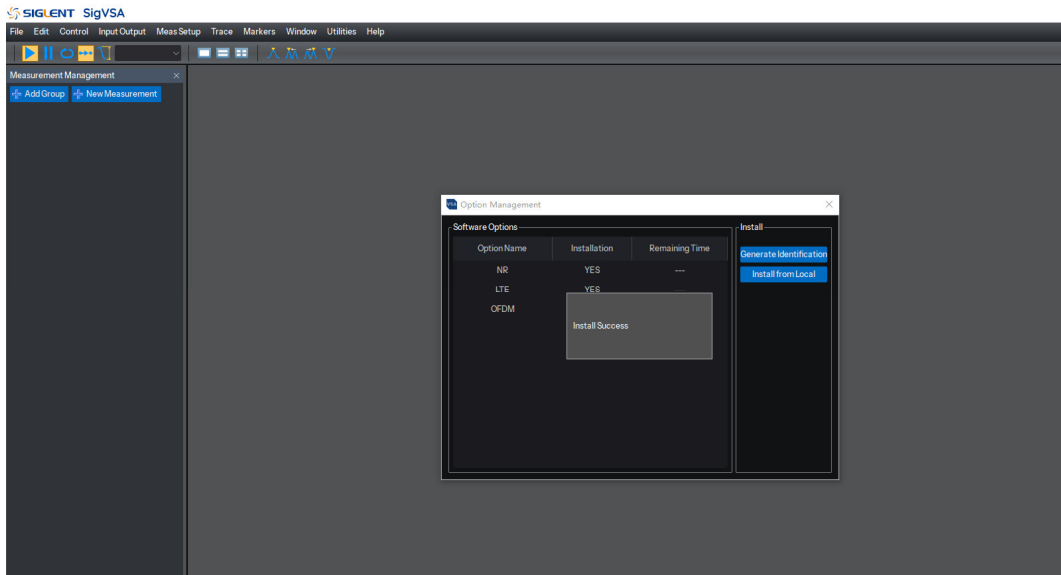 SIGLENT SigVSA
File Edit Control Input Output Meas Setup Trace Markers Window Utilities Help
Measurement Management
Add Group New Measurement
VSA Option Management
Software Options
Install
Option Name Installation Remaining Time
Generate Identification
NR YES ---
Install from Local
LTE YES
OFDM
Install Success